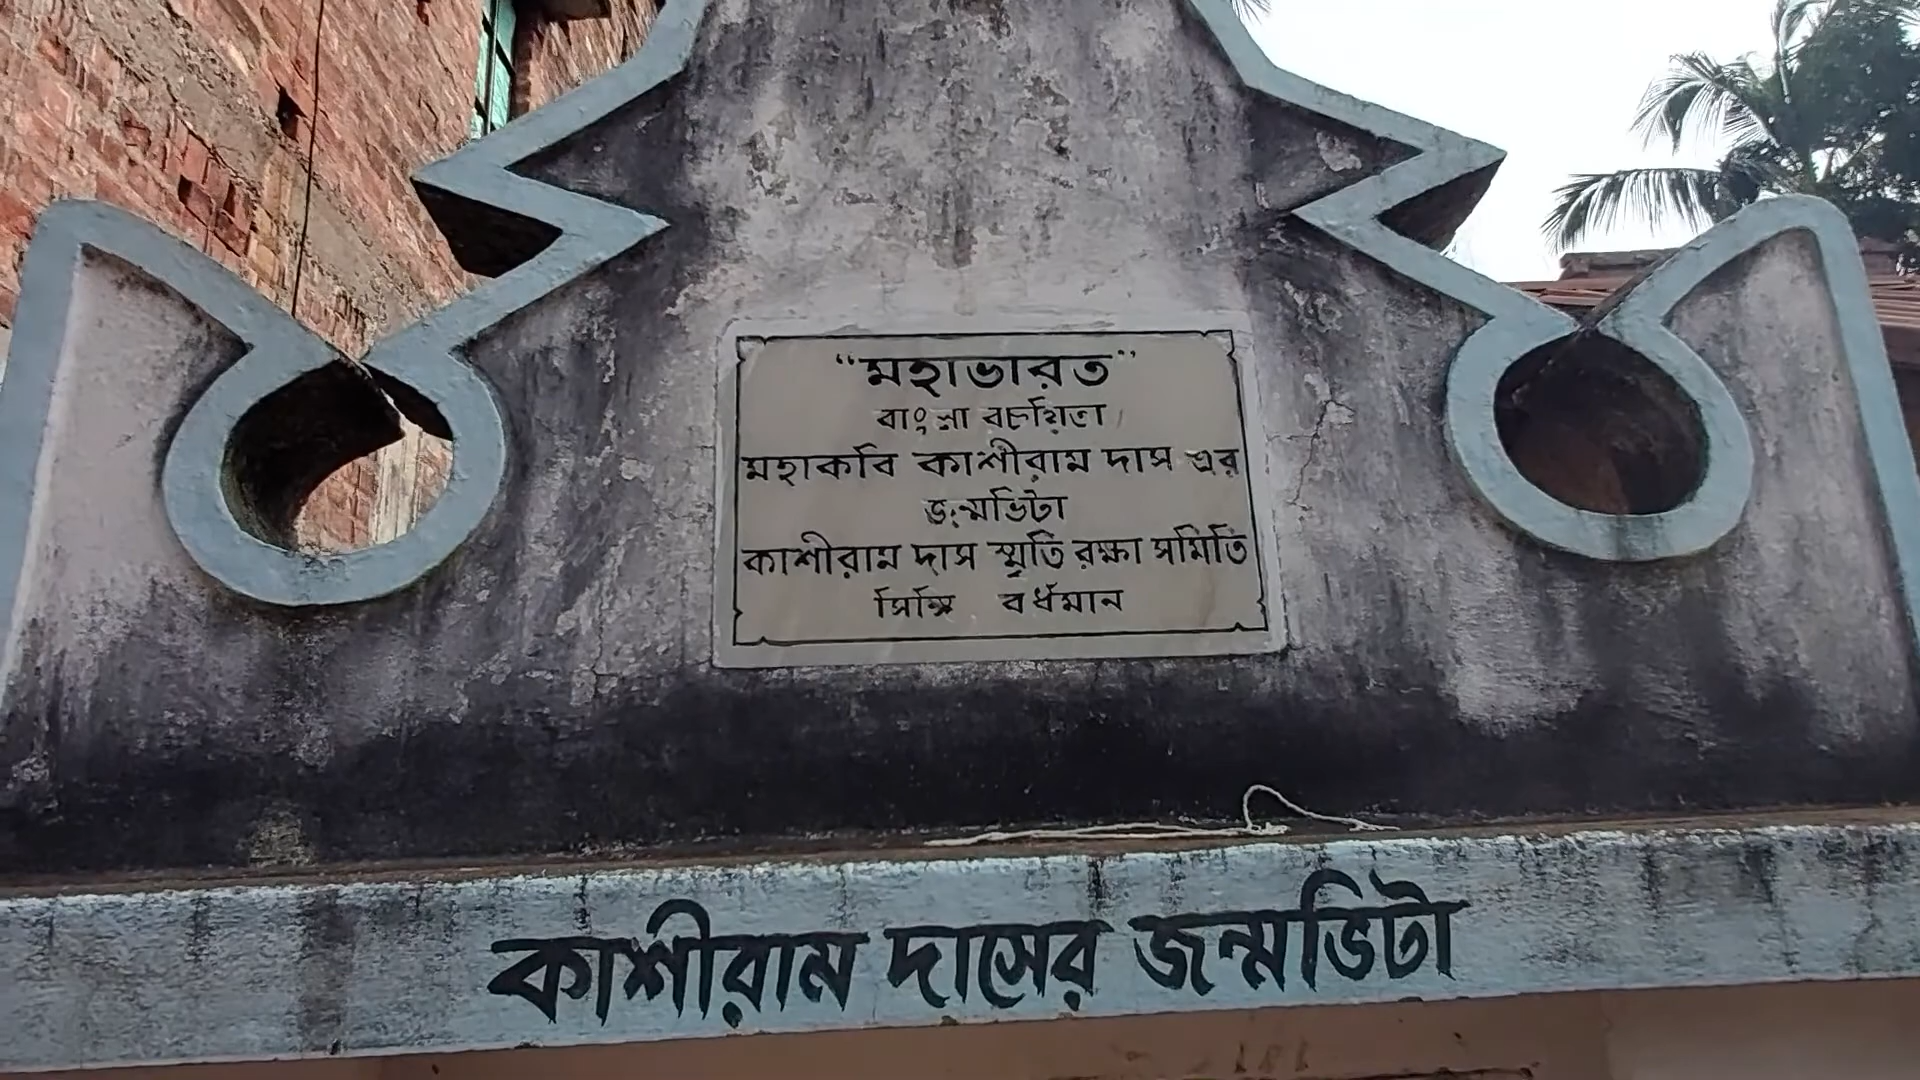 “মহাভারত”
বাংলা রচয়িতা
মহাকবি কাশীরাম দাস এর
জন্মভিটা
কাশীরাম দাস স্মৃতি রক্ষা সমিতি
সিঙ্গি বর্ধমান
কাশীরাম দাসের জন্মভিটা